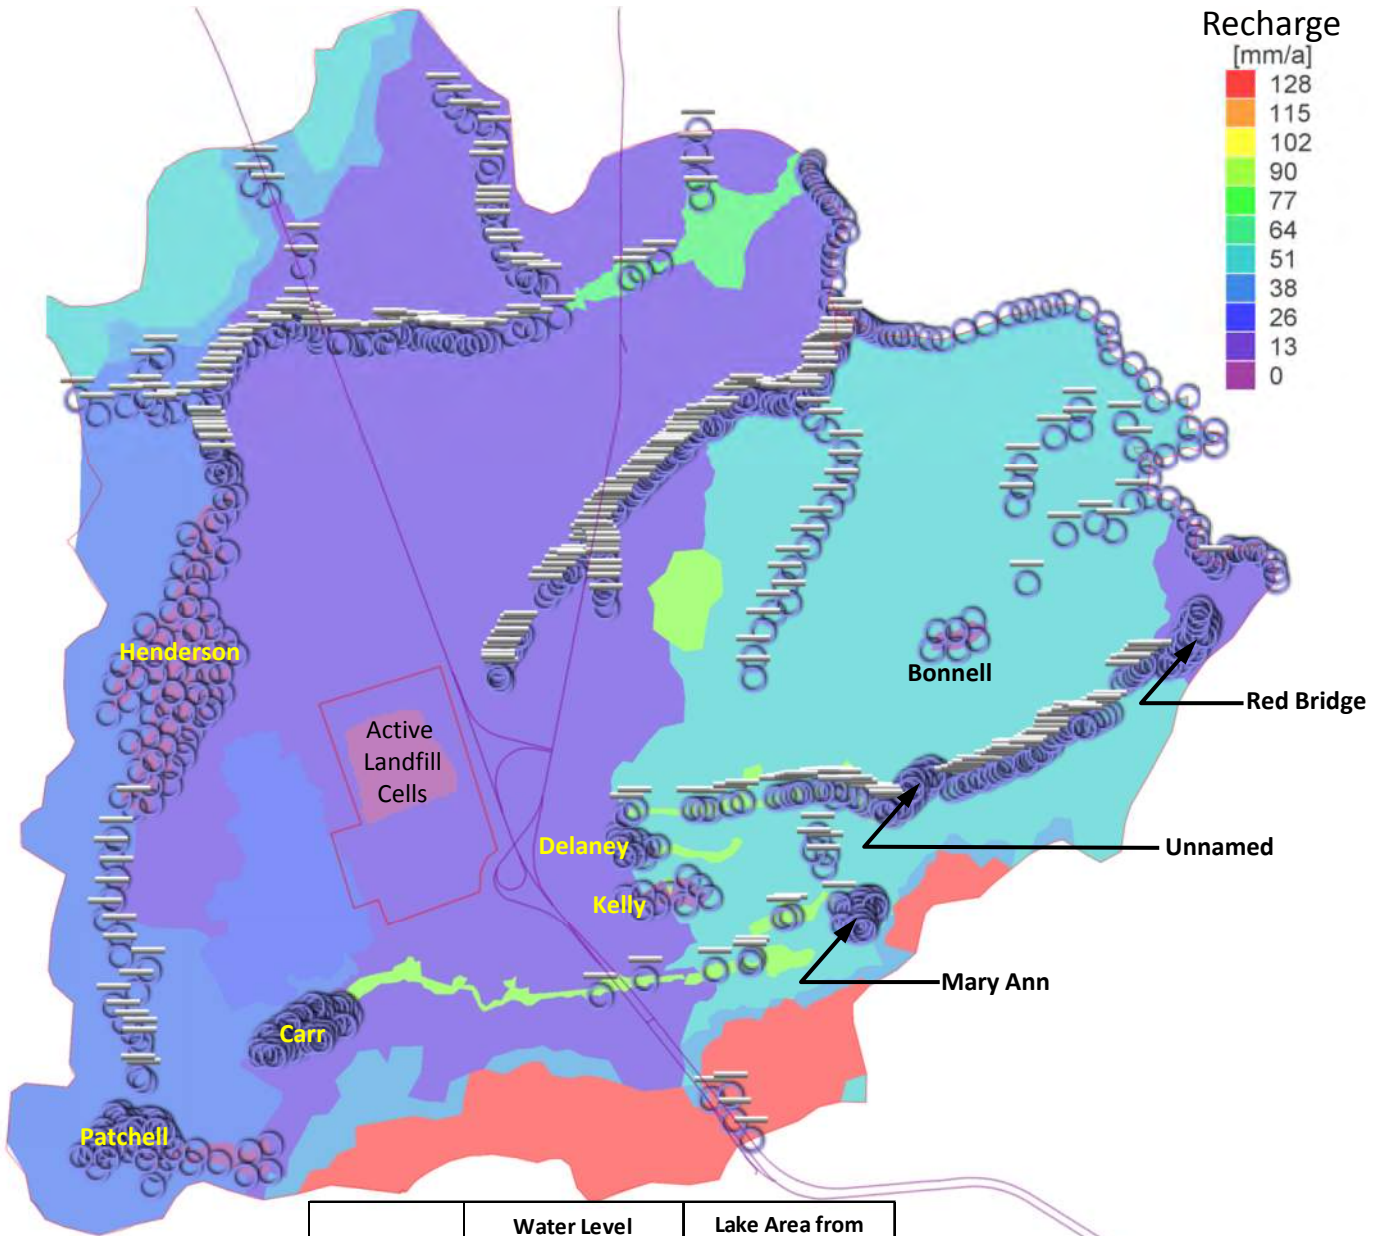 Recharge
[mm/a]
128
115
102
90
77
64
51
38
26
13
0
Henderson
Bonnell
Red Bridge
Active
Landfill
Cells
Delaney
Unnamed
Kelly
Mary Ann
Carr
Patchell
Water Level
Lake Area from